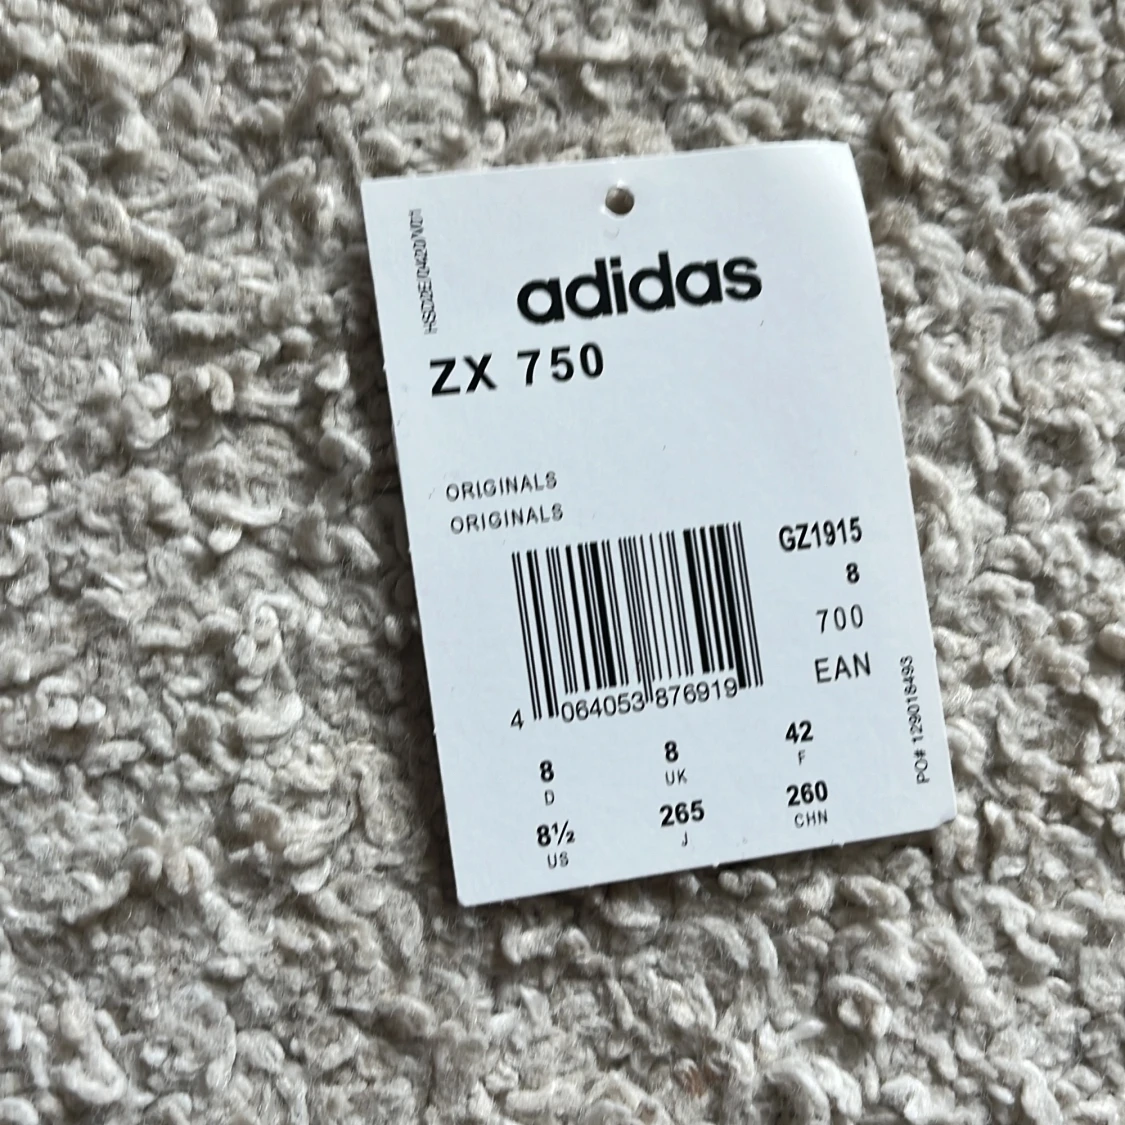 adidas
ZX 750
ORIGINALS
ORIGINALS
GZ1915
8
700
EAN
4 064053 876919
8
D
8
UK
42
F
8½
US
265
J
260
CHN
PO# 129018493